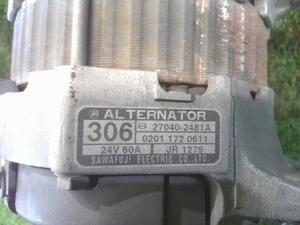 ALTERNATOR
306 27040-2481A
0201 172 0611
24V 60A JR 1279
SAWAFUJI ELECTRIC CO., LTD.